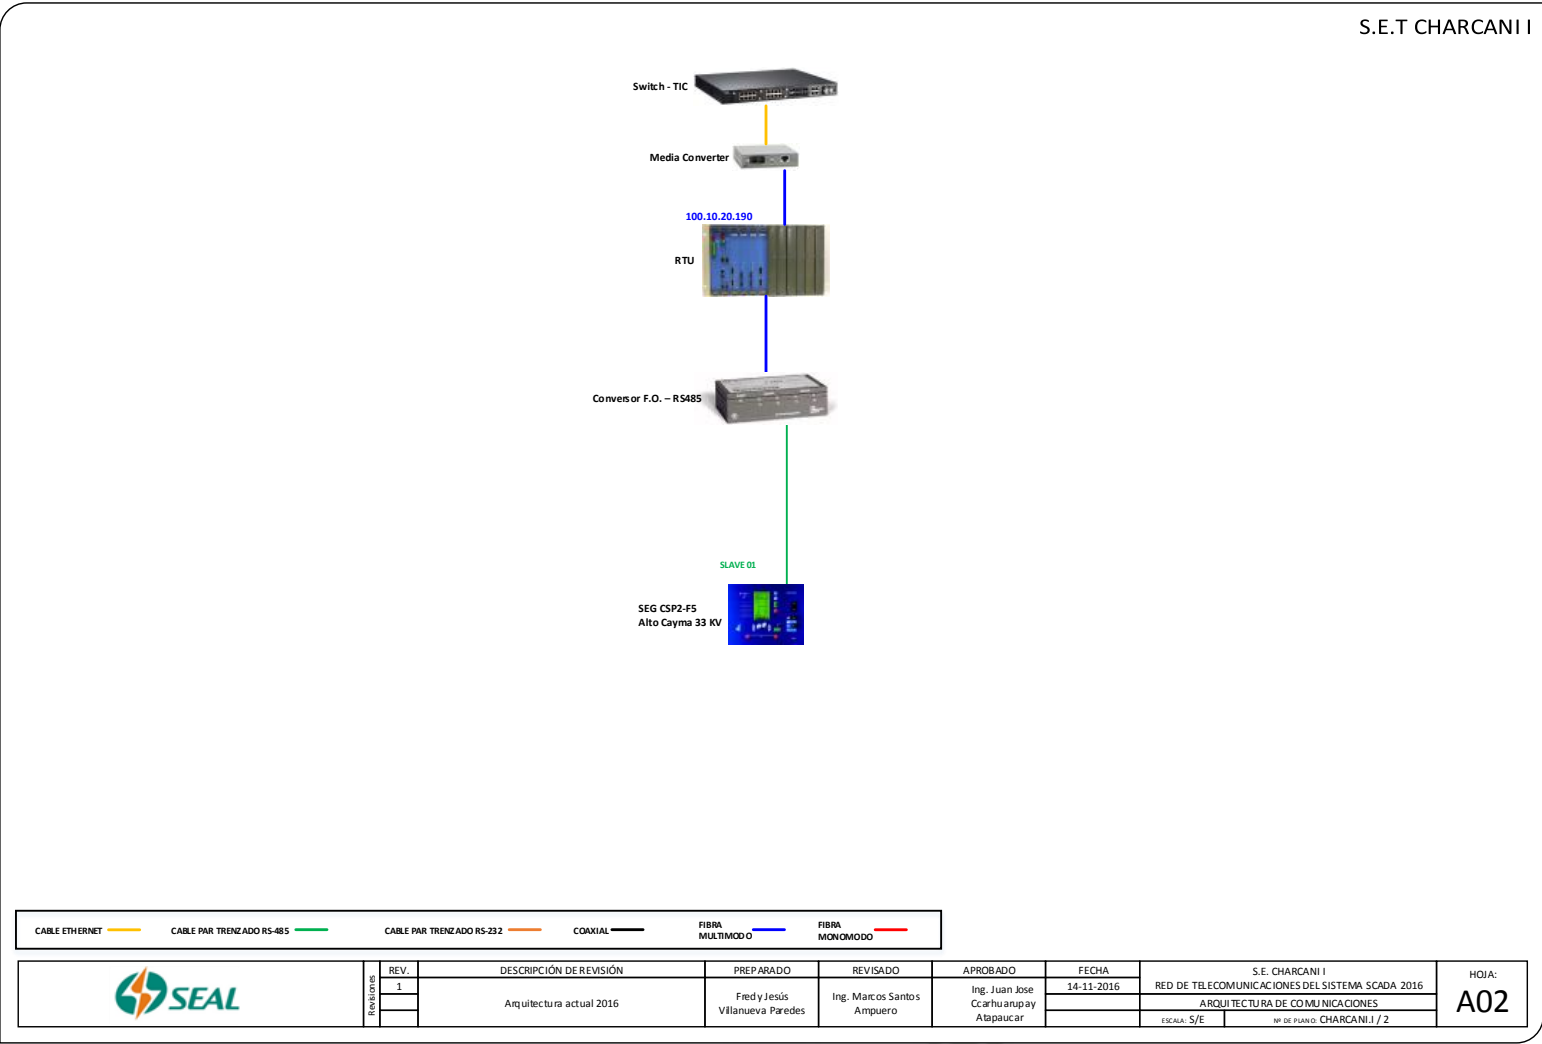 S.E.T CHARCANI I
Switch - TIC
Media Converter
100.10.20.190
RTU
Conversor F.O. – RS485
SLAVE 01
SEG CSP2-F5
Alto Cayma 33 KV
CABLE ETHERNET
CABLE PAR TRENZADO RS-485
CABLE PAR TRENZADO RS-232
COAXIAL
FIBRA
MULTIMODO
FIBRA
MONOMODO
SEAL
Revisiones
REV.
1
DESCRIPCIÓN DE REVISIÓN
Arquitectura actual 2016
PREPARADO
Fredy Jesús
Villanueva Paredes
REVISADO
Ing. Marcos Santos
Ampuero
APROBADO
Ing. Juan Jose
Ccarhuarupay
Atapaucar
FECHA
14-11-2016
S.E. CHARCANI I
RED DE TELECOMUNICACIONES DEL SISTEMA SCADA 2016
ARQUITECTURA DE COMUNICACIONES
ESCALA: S/E
Nº DE PLANO: CHARCANI.I / 2
HOJA:
A02